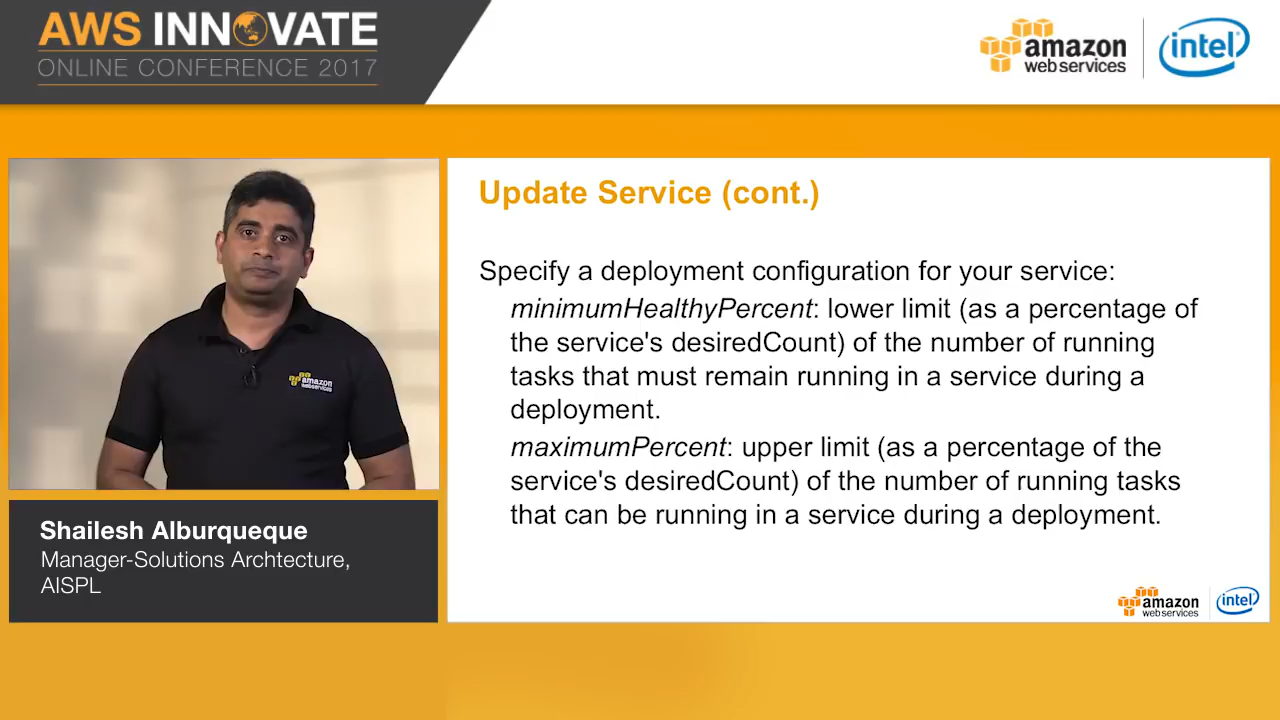 AWS INNOVATE
ONLINE CONFERENCE 2017
amazon
web services
intel
Update Service (cont.)
Specify a deployment configuration for your service:
minimumHealthyPercent: lower limit (as a percentage of
the service's desiredCount) of the number of running
tasks that must remain running in a service during a
deployment.
maximumPercent: upper limit (as a percentage of the
service's desiredCount) of the number of running tasks
that can be running in a service during a deployment.
amazon
web services
Shailesh Alburqueque
Manager-Solutions Archtecture,
AISPL
amazon
web services
intel